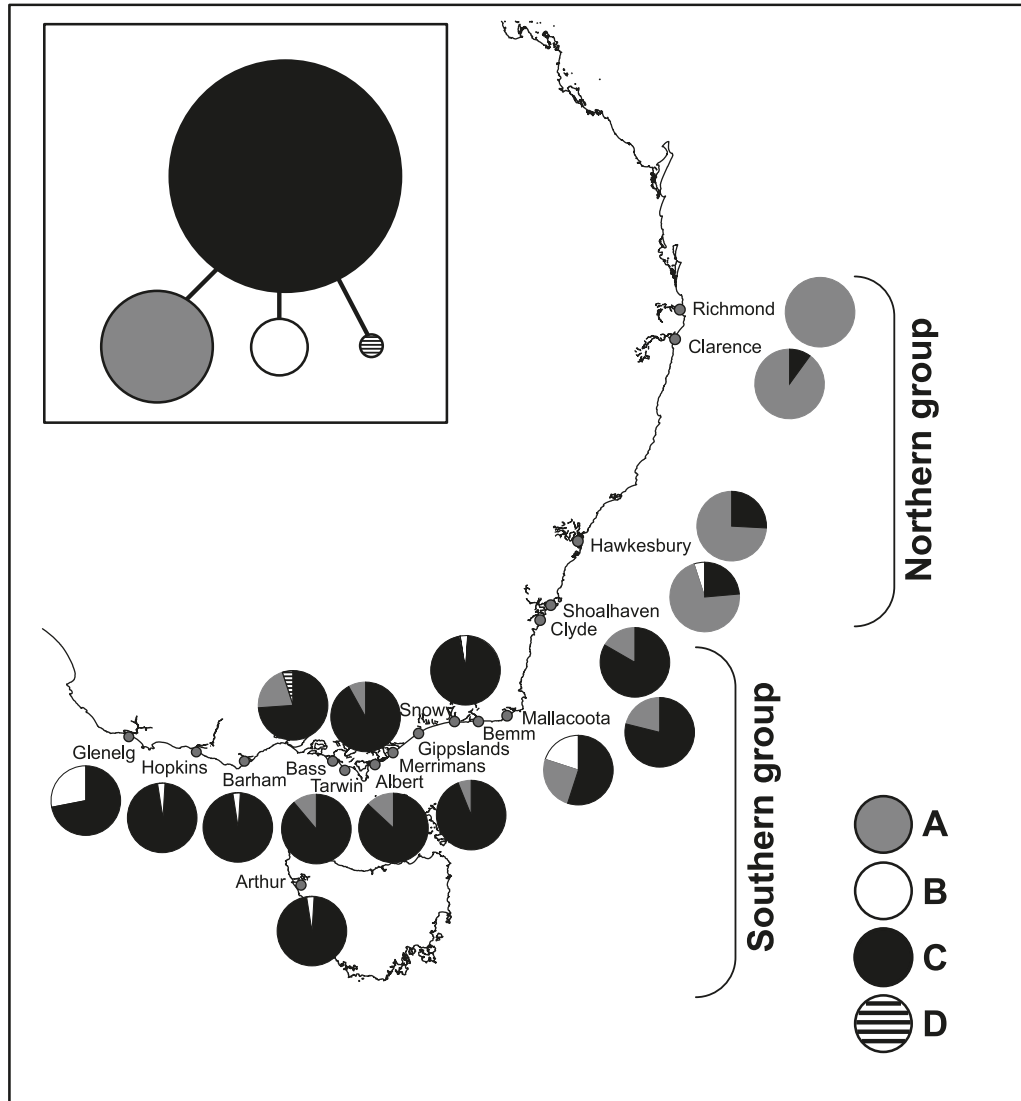 Richmond
Clarence
Northern group
Hawkesbury
Shoalhaven
Clyde
Snowy
Mallacoota
Bemm
Gippslands
Merrimans
Albert
Glenelg
Hopkins
Barham
Bass
Tarwin
Arthur
Southern group
A
B
C
D